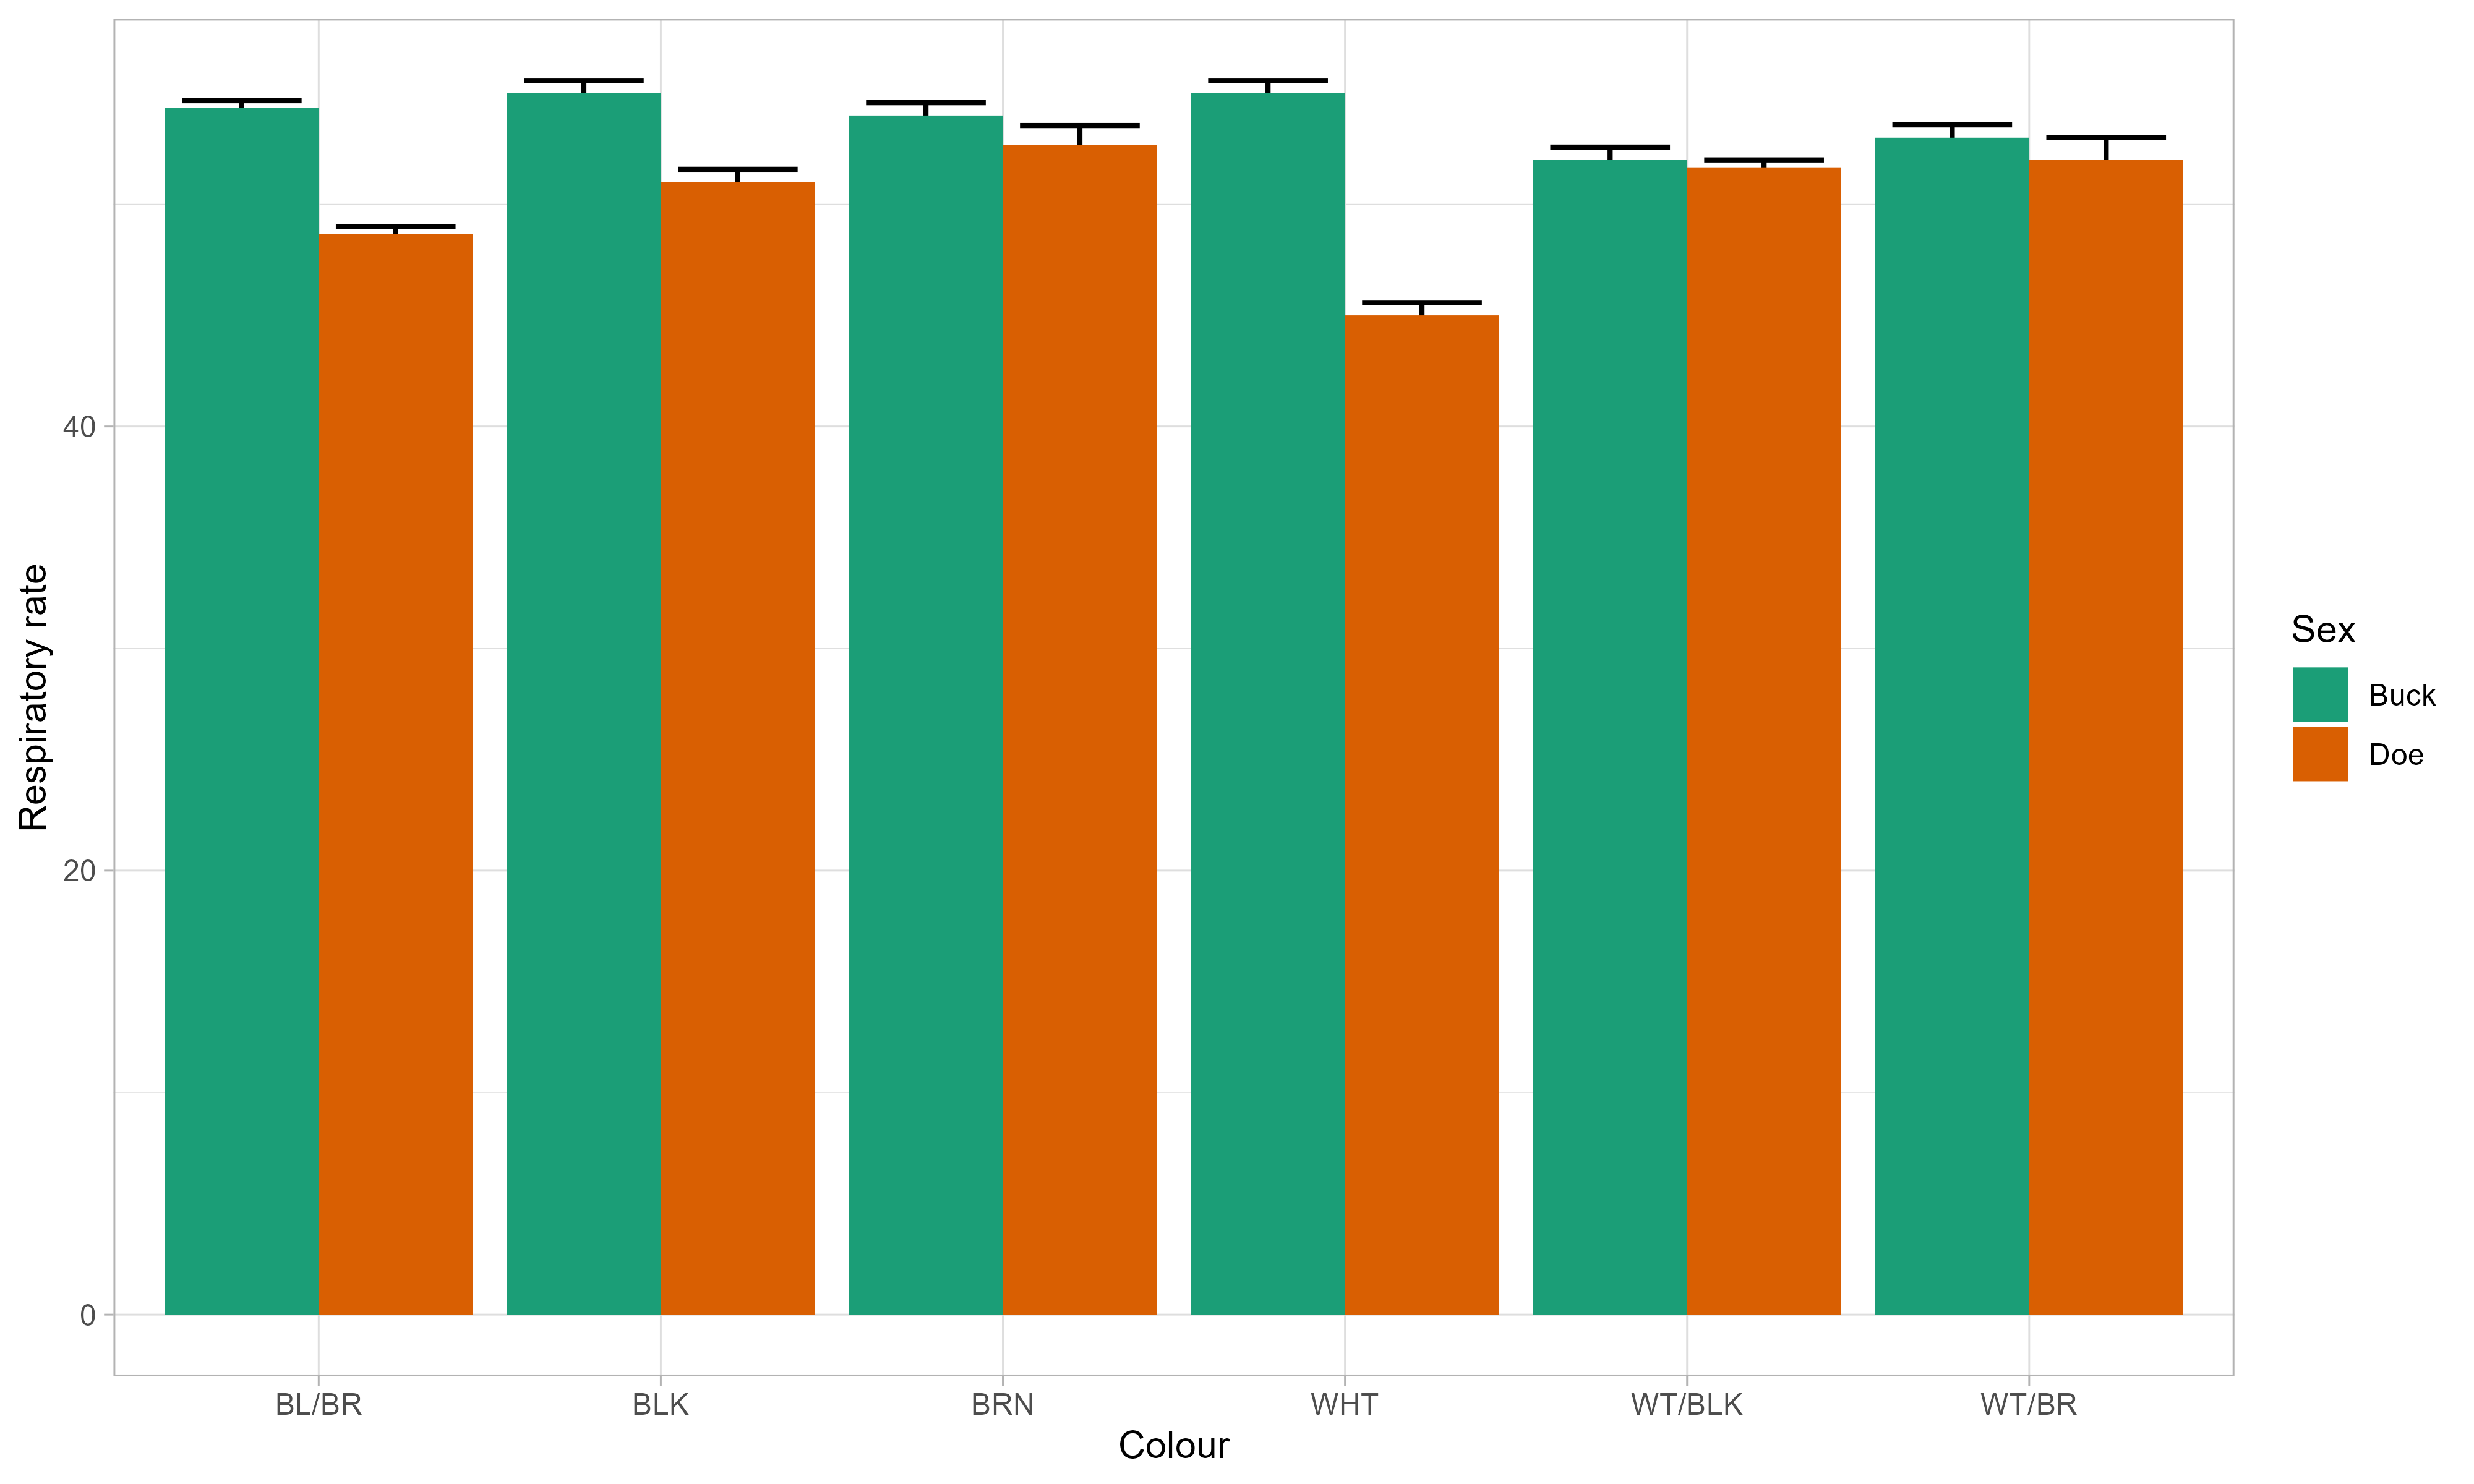 Respiratory rate
40
20
0
BL/BR BLK BRN WHT WT/BLK WT/BR
Colour
Sex
Buck
Doe